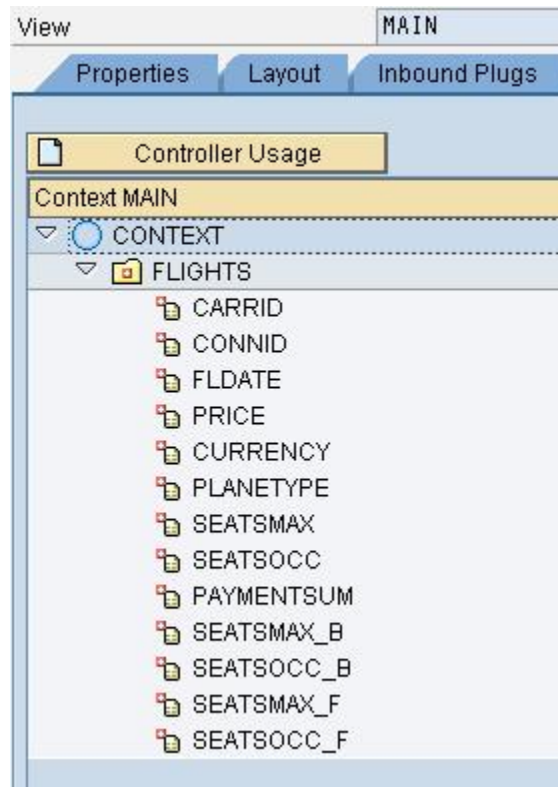 View MAIN
Properties Layout Inbound Plugs
Controller Usage
Context MAIN
CONTEXT
FLIGHTS
CARRID
CONNID
FLDATE
PRICE
CURRENCY
PLANETYPE
SEATSMAX
SEATSOCC
PAYMENTSUM
SEATSMAX_B
SEATSOCC_B
SEATSMAX_F
SEATSOCC_F